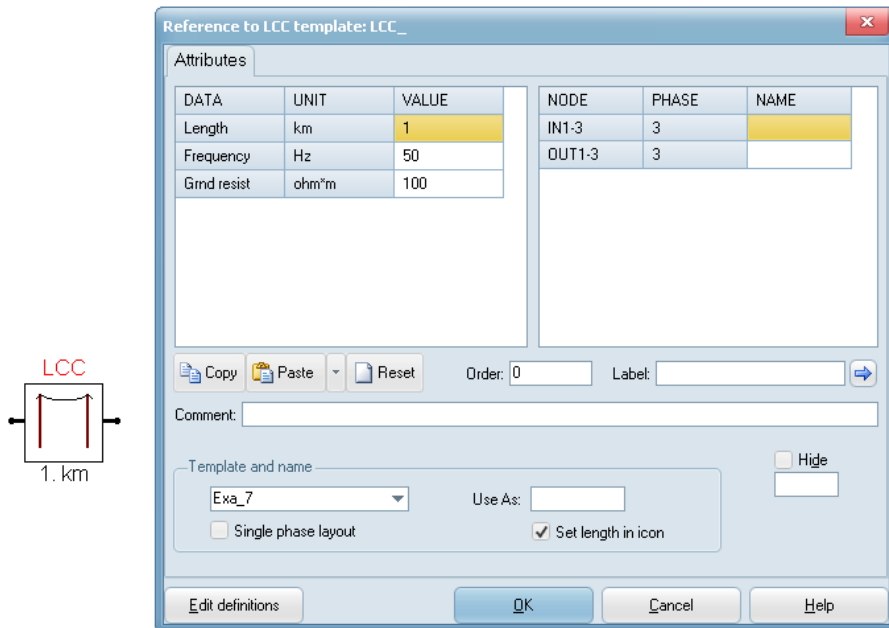 Reference to LCC template: LCC_
Attributes
DATA UNIT VALUE
Length km 1
Frequency Hz 50
Grnd resist ohm*m 100
NODE PHASE NAME
IN1-3 3
OUT1-3 3
LCC
1. km
Copy Paste Reset Order: 0 Label:
Comment:
Template and name
Exa_7 Use As:
Single phase layout Set length in icon
Hide
Edit definitions OK Cancel Help